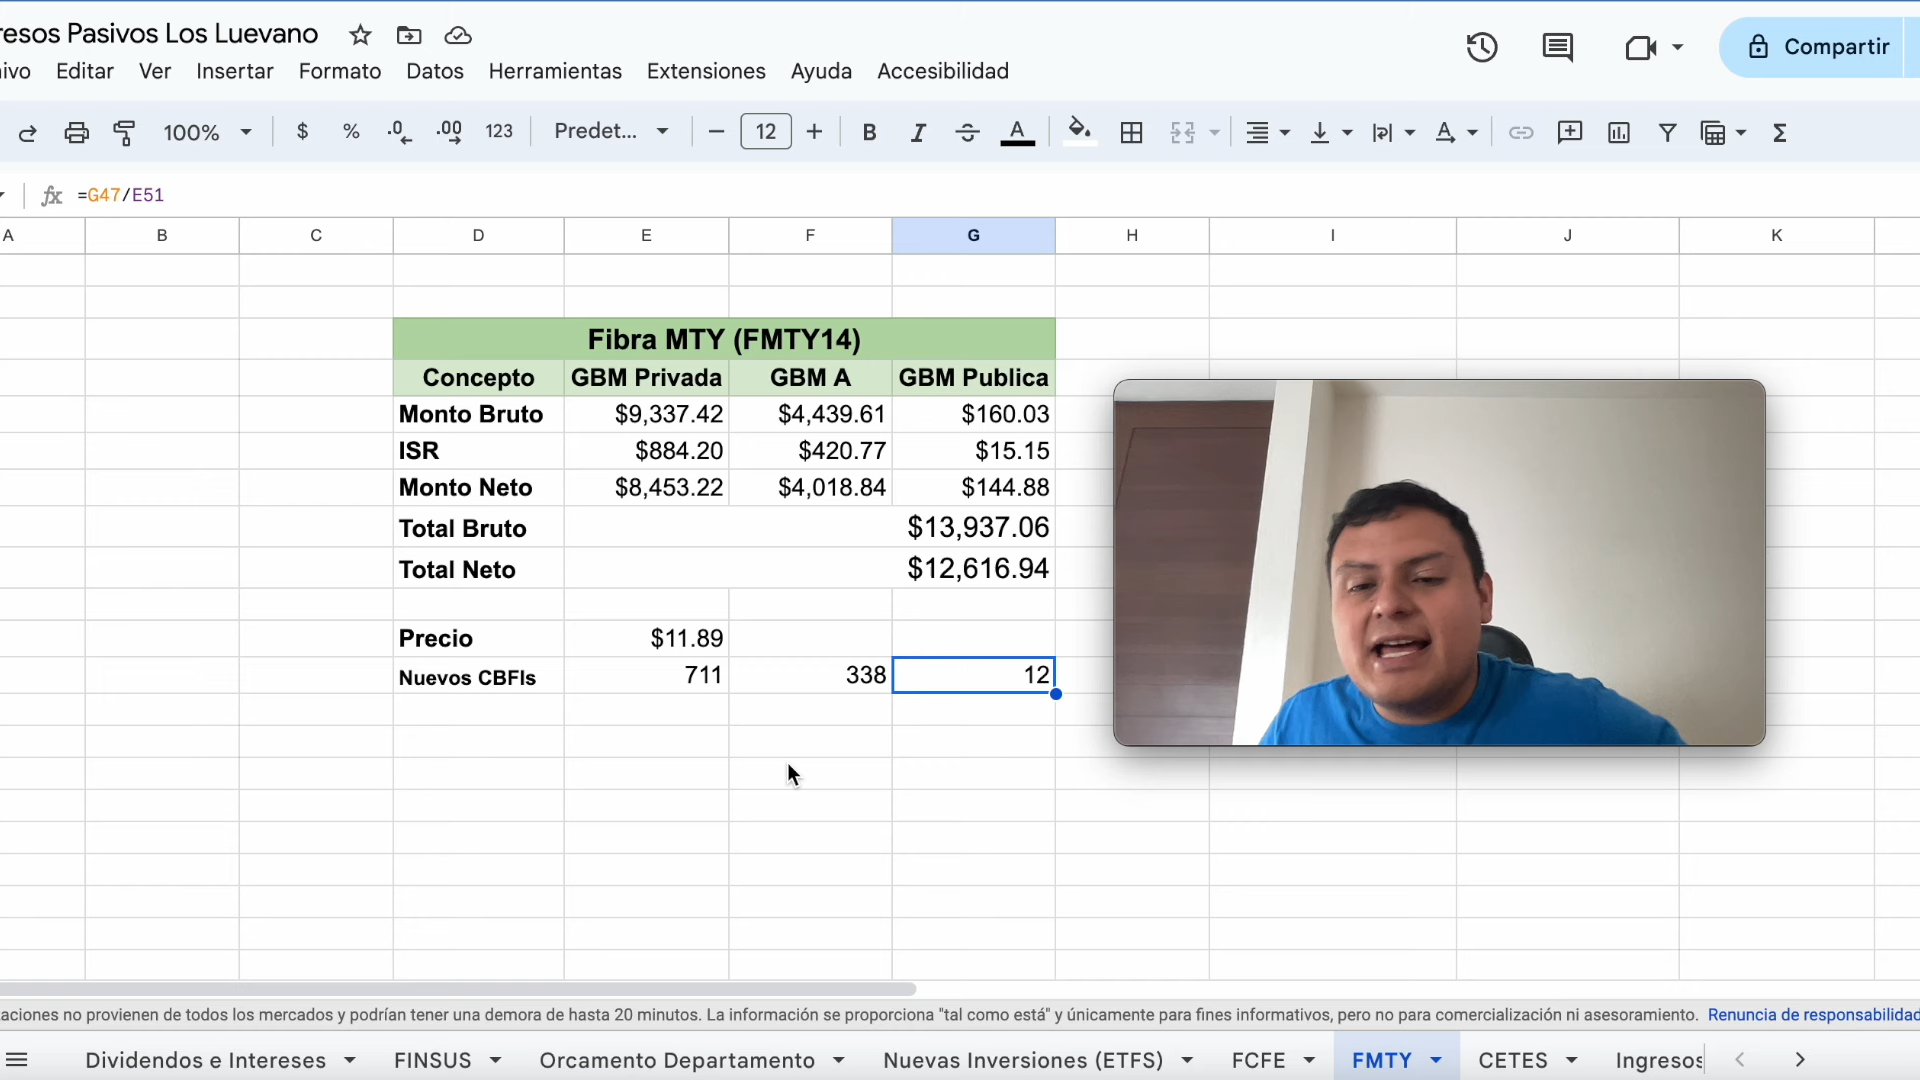 resos Pasivos Los Luevano
ivo Editar Ver Insertar Formato Datos Herramientas Extensiones Ayuda Accesibilidad
Compartir
100% $ % .0 .00 123 Predet... 12 B I A
fx =G47/E51
A B C D E F G H I J K
Fibra MTY (FMTY14)
Concepto GBM Privada GBM A GBM Publica
Monto Bruto $9,337.42 $4,439.61 $160.03
ISR $884.20 $420.77 $15.15
Monto Neto $8,453.22 $4,018.84 $144.88
Total Bruto $13,937.06
Total Neto $12,616.94
Precio $11.89
Nuevos CBFIs 711 338 12
aciones no provienen de todos los mercados y podrían tener una demora de hasta 20 minutos. La información se proporciona "tal como está" y únicamente para fines informativos, pero no para comercialización ni asesoramiento. Renuncia de responsabilidad
Dividendos e Intereses FINSUS Orcamento Departamento Nuevas Inversiones (ETFS) FCFE FMTY CETES Ingresos